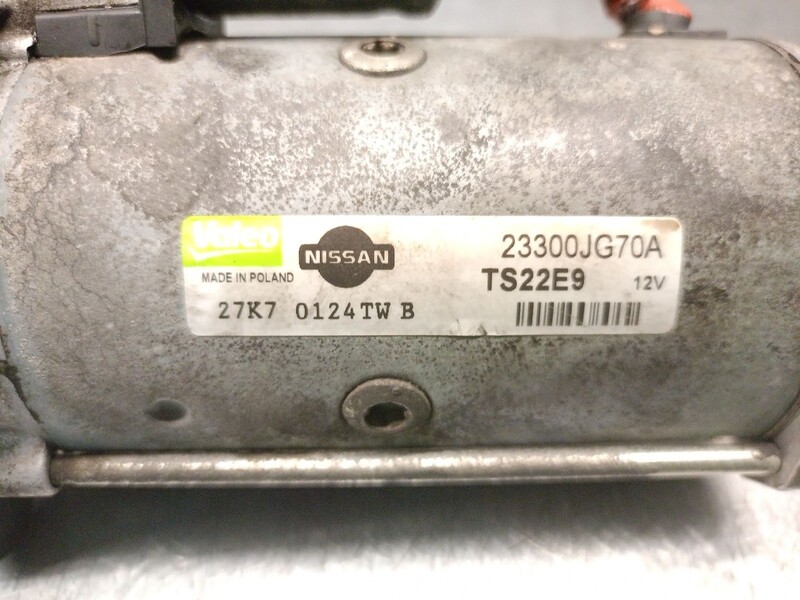 Valeo
NISSAN
23300JG70A
MADE IN POLAND
TS22E9
12V
27K7 0124TW B